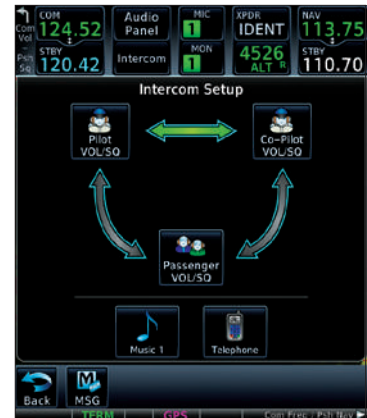 COM
124.52
STBY
120.42
Com
Vol
Psh
Sq
Audio
Panel
Intercom
MIC
1
MON
1
XPDR
IDENT
4526
ALT R
NAV
113.75
STBY
110.70
Intercom Setup
Pilot
VOL/SQ
Co-Pilot
VOL/SQ
Passenger
VOL/SQ
Music 1
Telephone
Back
MSG
TERM
GPS
Com Freq / Psh Nav